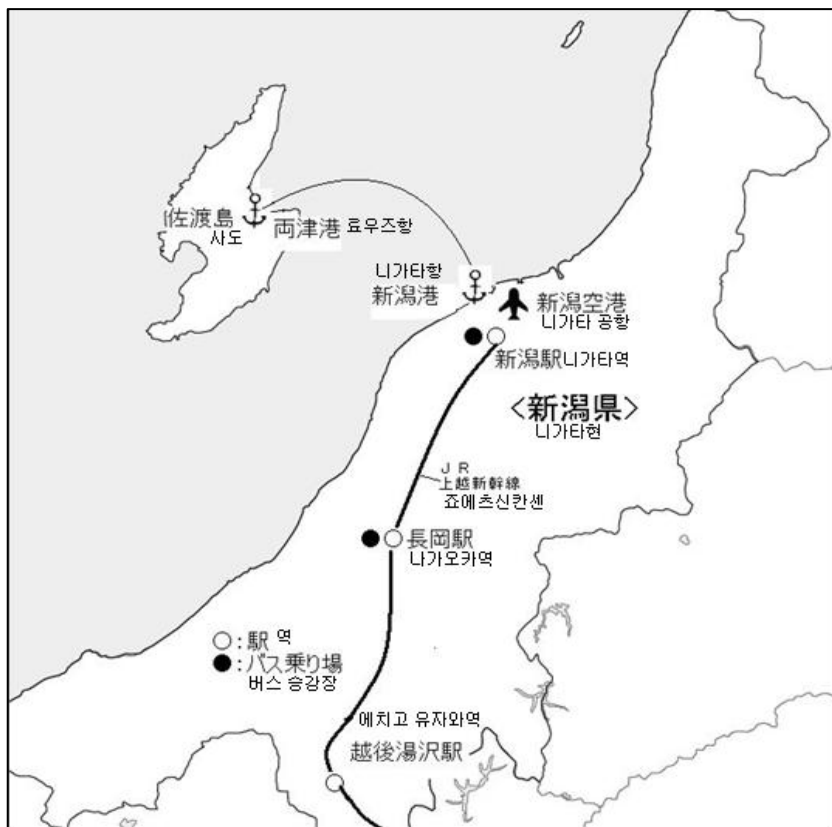 佐渡島
사도
両津港 료우즈항
니가타항
新潟港
新潟空港
니가타 공항
新潟駅니가타역
<新潟県>
니가타현
JR
上越新幹線
죠에츠신칸센
長岡駅
나가오카역
○:駅 역
●:バス乗り場
버스 승강장
에치고 유자와역
越後湯沢駅